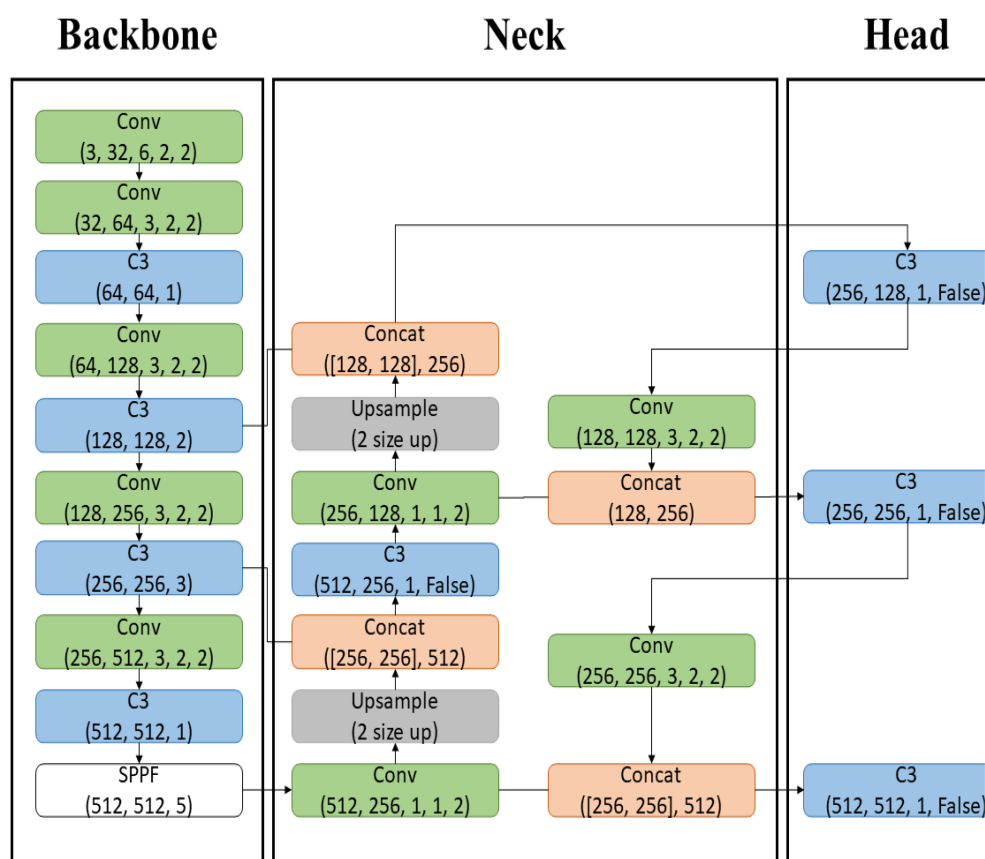 Backbone
Neck
Head
Conv
(3, 32, 6, 2, 2)
Conv
(32, 64, 3, 2, 2)
C3
(64, 64, 1)
Conv
(64, 128, 3, 2, 2)
C3
(128, 128, 2)
Conv
(128, 256, 3, 2, 2)
C3
(256, 256, 3)
Conv
(256, 512, 3, 2, 2)
C3
(512, 512, 1)
SPPF
(512, 512, 5)
Concat
([128, 128], 256)
Upsample
(2 size up)
Conv
(256, 128, 1, 1, 2)
C3
(512, 256, 1, False)
Concat
([256, 256], 512)
Upsample
(2 size up)
Conv
(512, 256, 1, 1, 2)
Conv
(128, 128, 3, 2, 2)
Concat
(128, 256)
Conv
(256, 256, 3, 2, 2)
Concat
([256, 256], 512)
C3
(256, 128, 1, False)
C3
(256, 256, 1, False)
C3
(512, 512, 1, False)